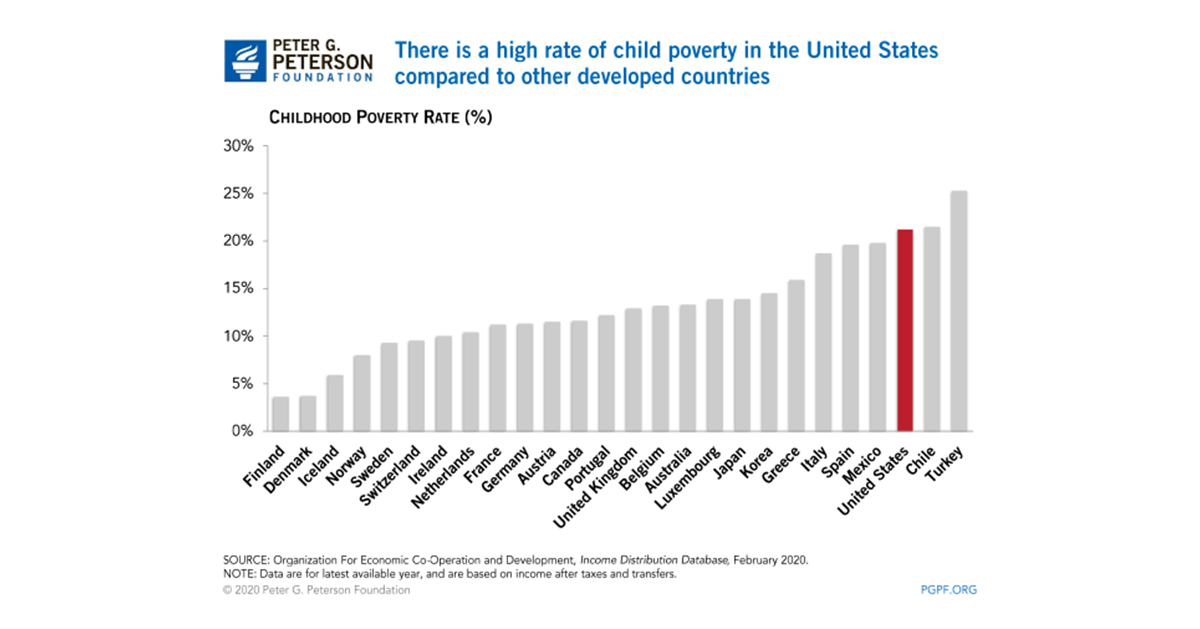 PETER G.
PETERSON
FOUNDATION
There is a high rate of child poverty in the United States
compared to other developed countries
CHILDHOOD POVERTY RATE (%)
30%
25%
20%
15%
10%
5%
0%
Finland
Denmark
Iceland
Norway
Sweden
Switzerland
Ireland
Netherlands
France
Germany
Austria
Canada
Portugal
United Kingdom
Belgium
Australia
Luxembourg
Japan
Korea
Greece
Italy
Spain
Mexico
United States
Chile
Turkey
SOURCE: Organization For Economic Co-Operation and Development, Income Distribution Database, February 2020.
NOTE: Data are for latest available year, and are based on income after taxes and transfers.
© 2020 Peter G. Peterson Foundation
PGPF.ORG